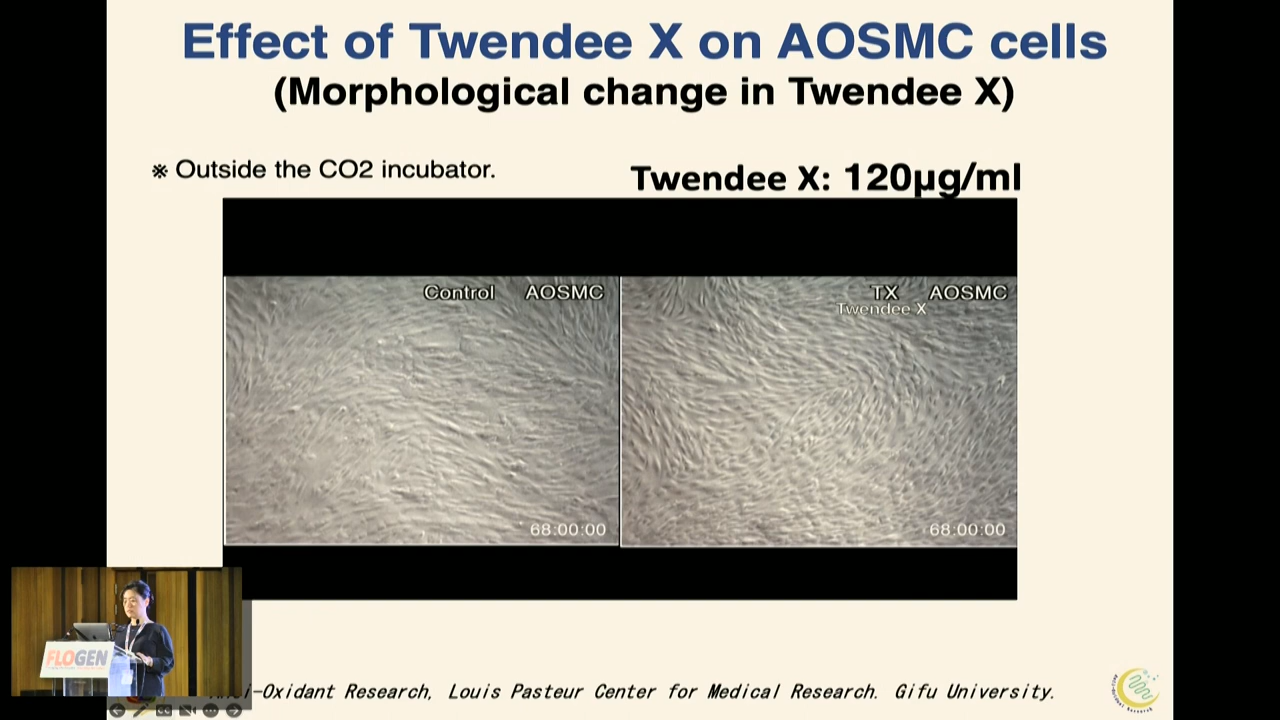 Effect of Twendee X on AOSMC cells
(Morphological change in Twendee X)
※ Outside the CO2 incubator.
Twendee X: 120µg/ml
Control AOSMC
TX AOSMC
Twendee X
68:00:00
68:00:00
FLOGEN
-Oxidant Research, Louis Pasteur Center for Medical Research. Gifu University.